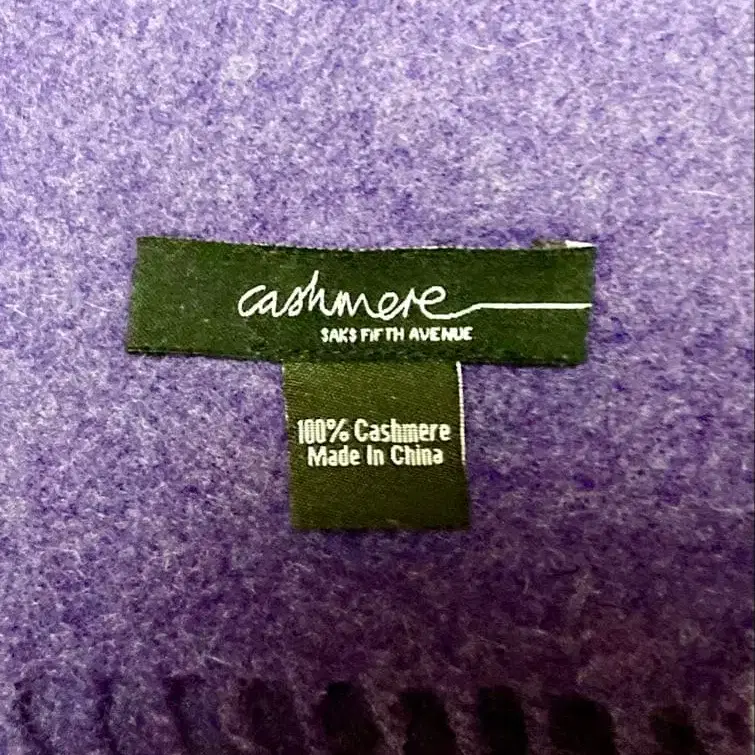 cashmere
SAKS FIFTH AVENUE
100% Cashmere
Made In China